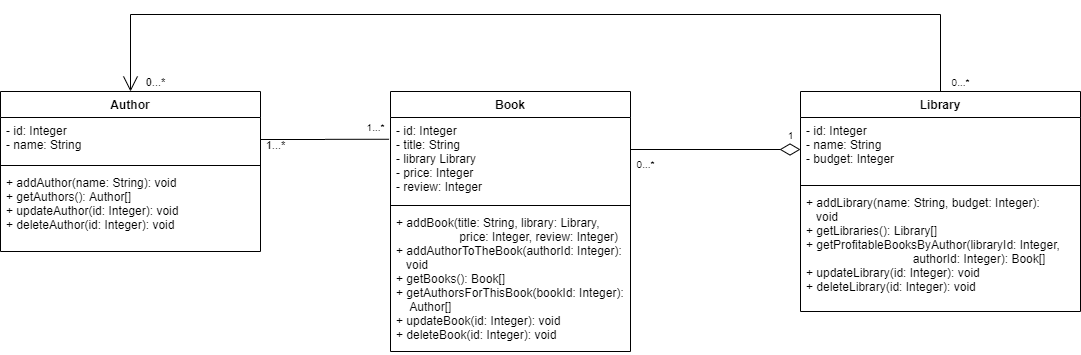 0...*
0...*
Author
- id: Integer
- name: String
+ addAuthor(name: String): void
+ getAuthors(): Author[]
+ updateAuthor(id: Integer): void
+ deleteAuthor(id: Integer): void
1...*
1...*
Book
- id: Integer
- title: String
- library Library
- price: Integer
- review: Integer
+ addBook(title: String, library: Library,
price: Integer, review: Integer)
+ addAuthorToTheBook(authorId: Integer):
void
+ getBooks(): Book[]
+ getAuthorsForThisBook(bookId: Integer):
Author[]
+ updateBook(id: Integer): void
+ deleteBook(id: Integer): void
0...*
1
Library
- id: Integer
- name: String
- budget: Integer
+ addLibrary(name: String, budget: Integer):
void
+ getLibraries(): Library[]
+ getProfitableBooksByAuthor(libraryId: Integer,
authorId: Integer): Book[]
+ updateLibrary(id: Integer): void
+ deleteLibrary(id: Integer): void